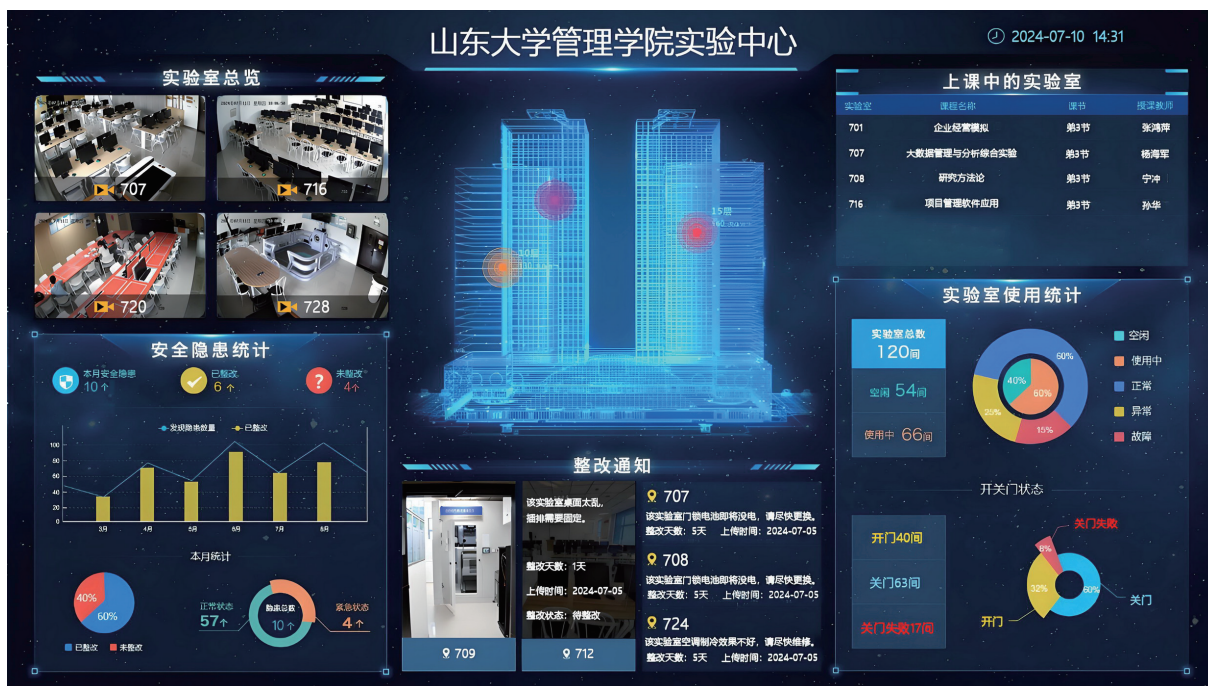 山东大学管理学院实验中心
2024-07-10 14:31
实验室总览
707
716
720
728
安全隐患统计
本月安全隐患
10个
已整改
6个
未整改
4个
发现隐患数量 已整改
100
80
60
40
20
0
3月 4月 5月 6月 7月 8月
本月统计
40%
60%
已整改 未整改
正常状态
57个
隐患总数
10个
紧急状态
4个
10层
15层
整改通知
709
该实验室桌面太乱,
插排需要固定。
整改天数：1天
上传时间：2024-07-05
整改状态：待整改
712
707
该实验室门锁电池即将没电，请尽快更换。
整改天数：5天 上传时间：2024-07-05
708
该实验室门锁电池即将没电，请尽快更换。
整改天数：5天 上传时间：2024-07-05
724
该实验室空调制冷效果不好，请尽快维修。
整改天数：5天 上传时间：2024-07-05
上课中的实验室
实验室 课程名称 课节 授课教师
701 企业经营模拟 第3节 张鸿萍
707 大数据管理与分析综合实验 第3节 杨海军
708 研究方法论 第3节 宁冲
716 项目管理软件应用 第3节 孙华
实验室使用统计
实验室总数
120间
空闲 54间
使用中 66间
60%
40%
60%
25%
15%
空闲
使用中
正常
异常
故障
开关门状态
开门40间
关门63间
关门失败17间
关门失败
8%
32%
60%
关门
开门